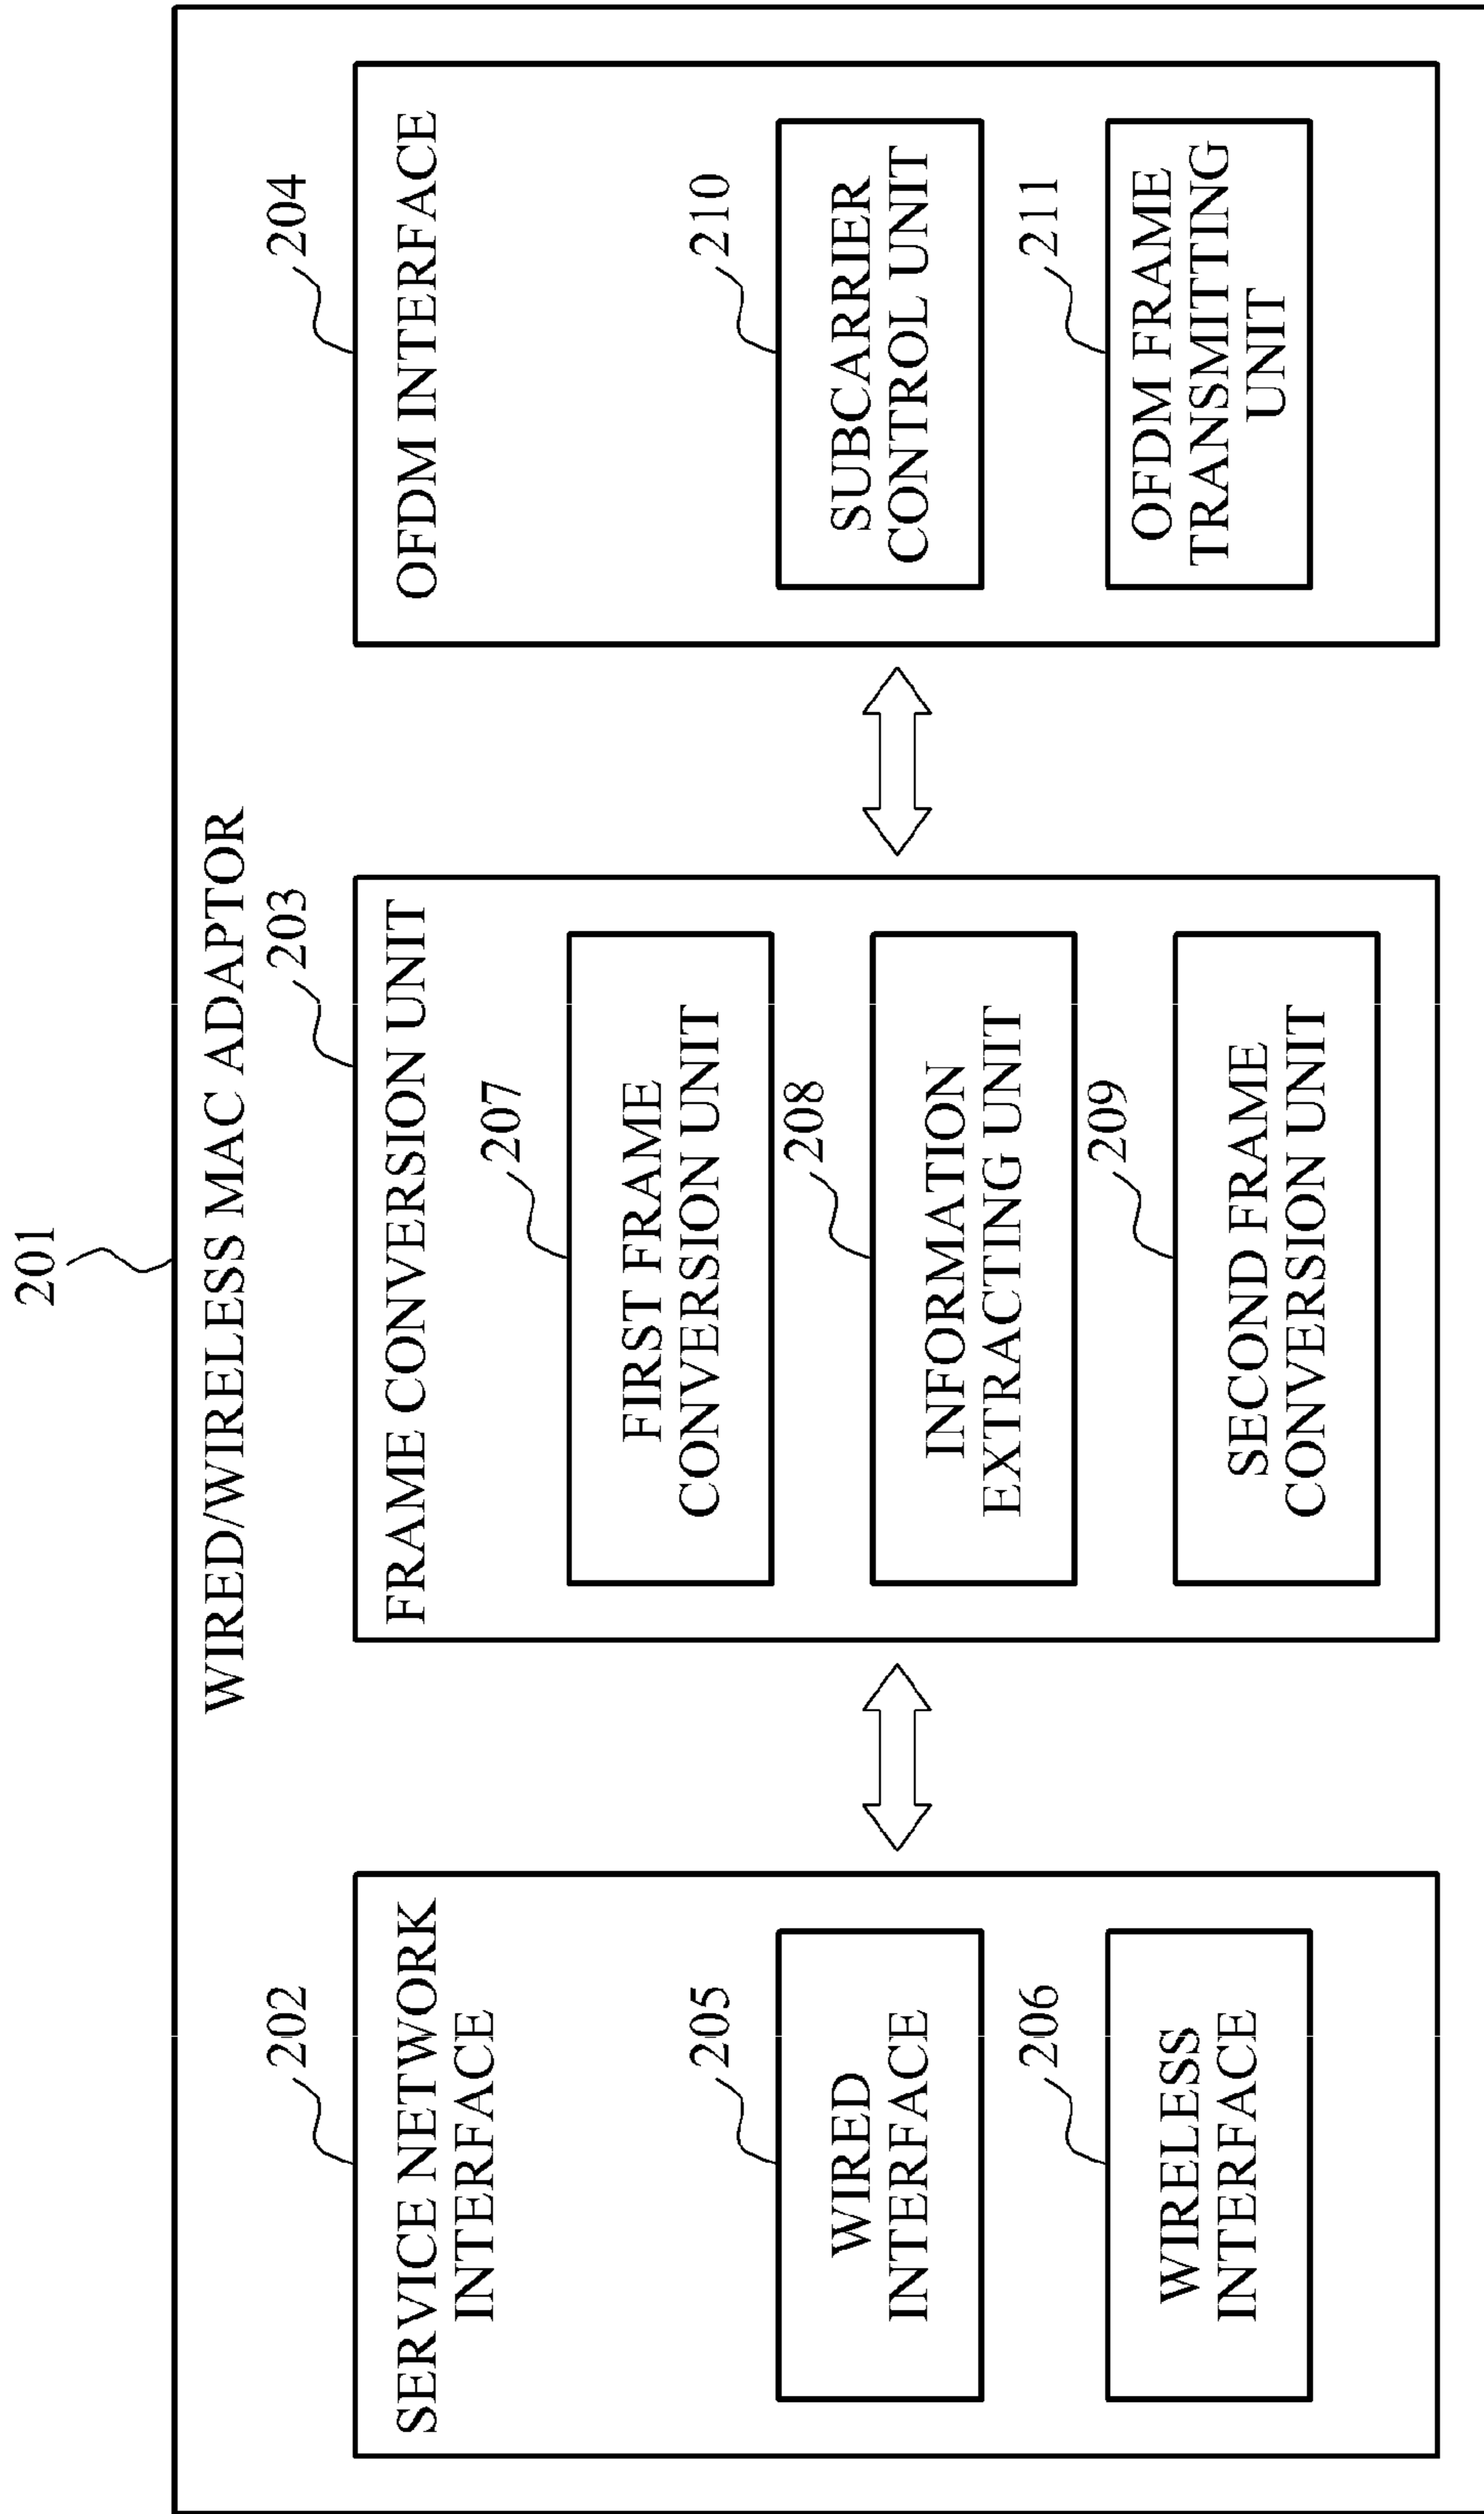 201
WIRED/WIRELESS MAC ADAPTOR
202
SERVICE NETWORK
INTERFACE
205
WIRED
INTERFACE
206
WIRELESS
INTERFACE
203
FRAME CONVERSION UNIT
207
FIRST FRAME
CONVERSION UNIT
208
INFORMATION
EXTRACTING UNIT
209
SECOND FRAME
CONVERSION UNIT
204
OFDM INTERFACE
210
SUBCARRIER
CONTROL UNIT
211
OFDM FRAME
TRANSMITTING
UNIT